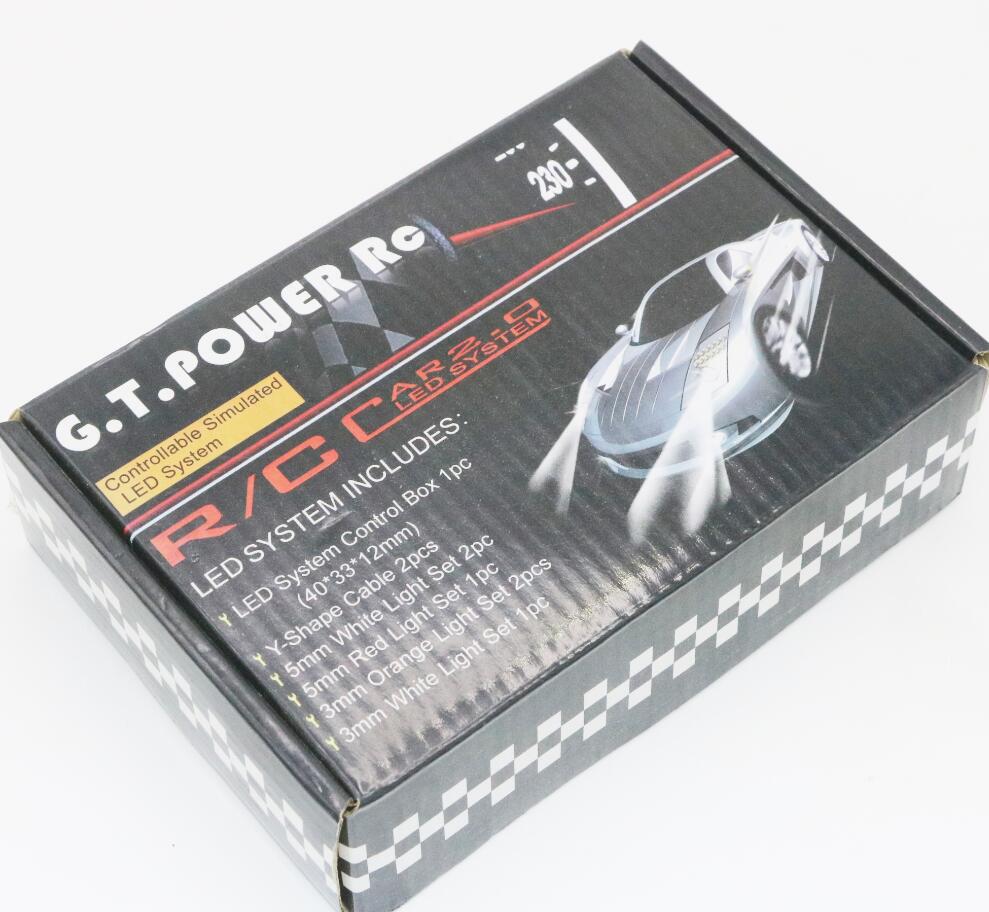 230
G.T.POWER Rc
Controllable Simulated
LED System
R/C CAR2.0
LED SYSTEM
LED SYSTEM INCLUDES:
LED System Control Box 1pc
(40*33*12mm)
Y-Shape Cable 2pcs
5mm White Light Set 2pc
5mm Red Light Set 1pc
3mm Orange Light Set 2pcs
3mm White Light Set 1pc